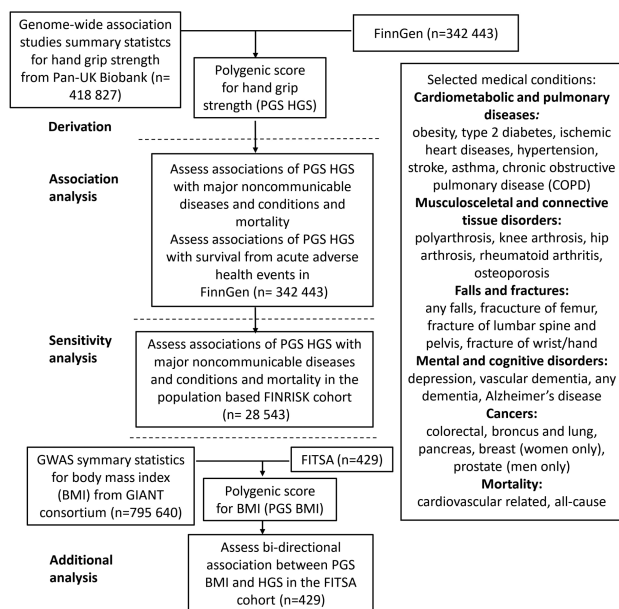 Genome-wide association
studies summary statistcs
for hand grip strength
from Pan-UK Biobank (n=
418 827)
FinnGen (n=342 443)
Polygenic score
for hand grip
strength (PGS HGS)
Derivation
Association
analysis
Assess associations of PGS HGS
with major noncommunicable
diseases and conditions and
mortality
Assess associations of PGS HGS
with survival from acute adverse
health events in
FinnGen (n= 342 443)
Sensitivity
analysis
Assess associations of PGS HGS with
major noncommunicable diseases
and conditions and mortality in the
population based FINRISK cohort
(n= 28 543)
GWAS symmary statistics
for body mass index
(BMI) from GIANT
consortium (n=795 640)
FITSA (n=429)
Polygenic score
for BMI (PGS BMI)
Additional
analysis
Assess bi-directional
association between PGS
BMI and HGS in the FITSA
cohort (n=429)
Selected medical conditions:
Cardiometabolic and pulmonary
diseases:
obesity, type 2 diabetes, ischemic
heart diseases, hypertension,
stroke, asthma, chronic obstructive
pulmonary disease (COPD)
Musculosceletal and connective
tissue disorders:
polyarthrosis, knee arthrosis, hip
arthrosis, rheumatoid arthritis,
osteoporosis
Falls and fractures:
any falls, fracucture of femur,
fracture of lumbar spine and
pelvis, fracture of wrist/hand
Mental and cognitive disorders:
depression, vascular dementia, any
dementia, Alzheimer's disease
Cancers:
colorectal, broncus and lung,
pancreas, breast (women only),
prostate (men only)
Mortality:
cardiovascular related, all-cause